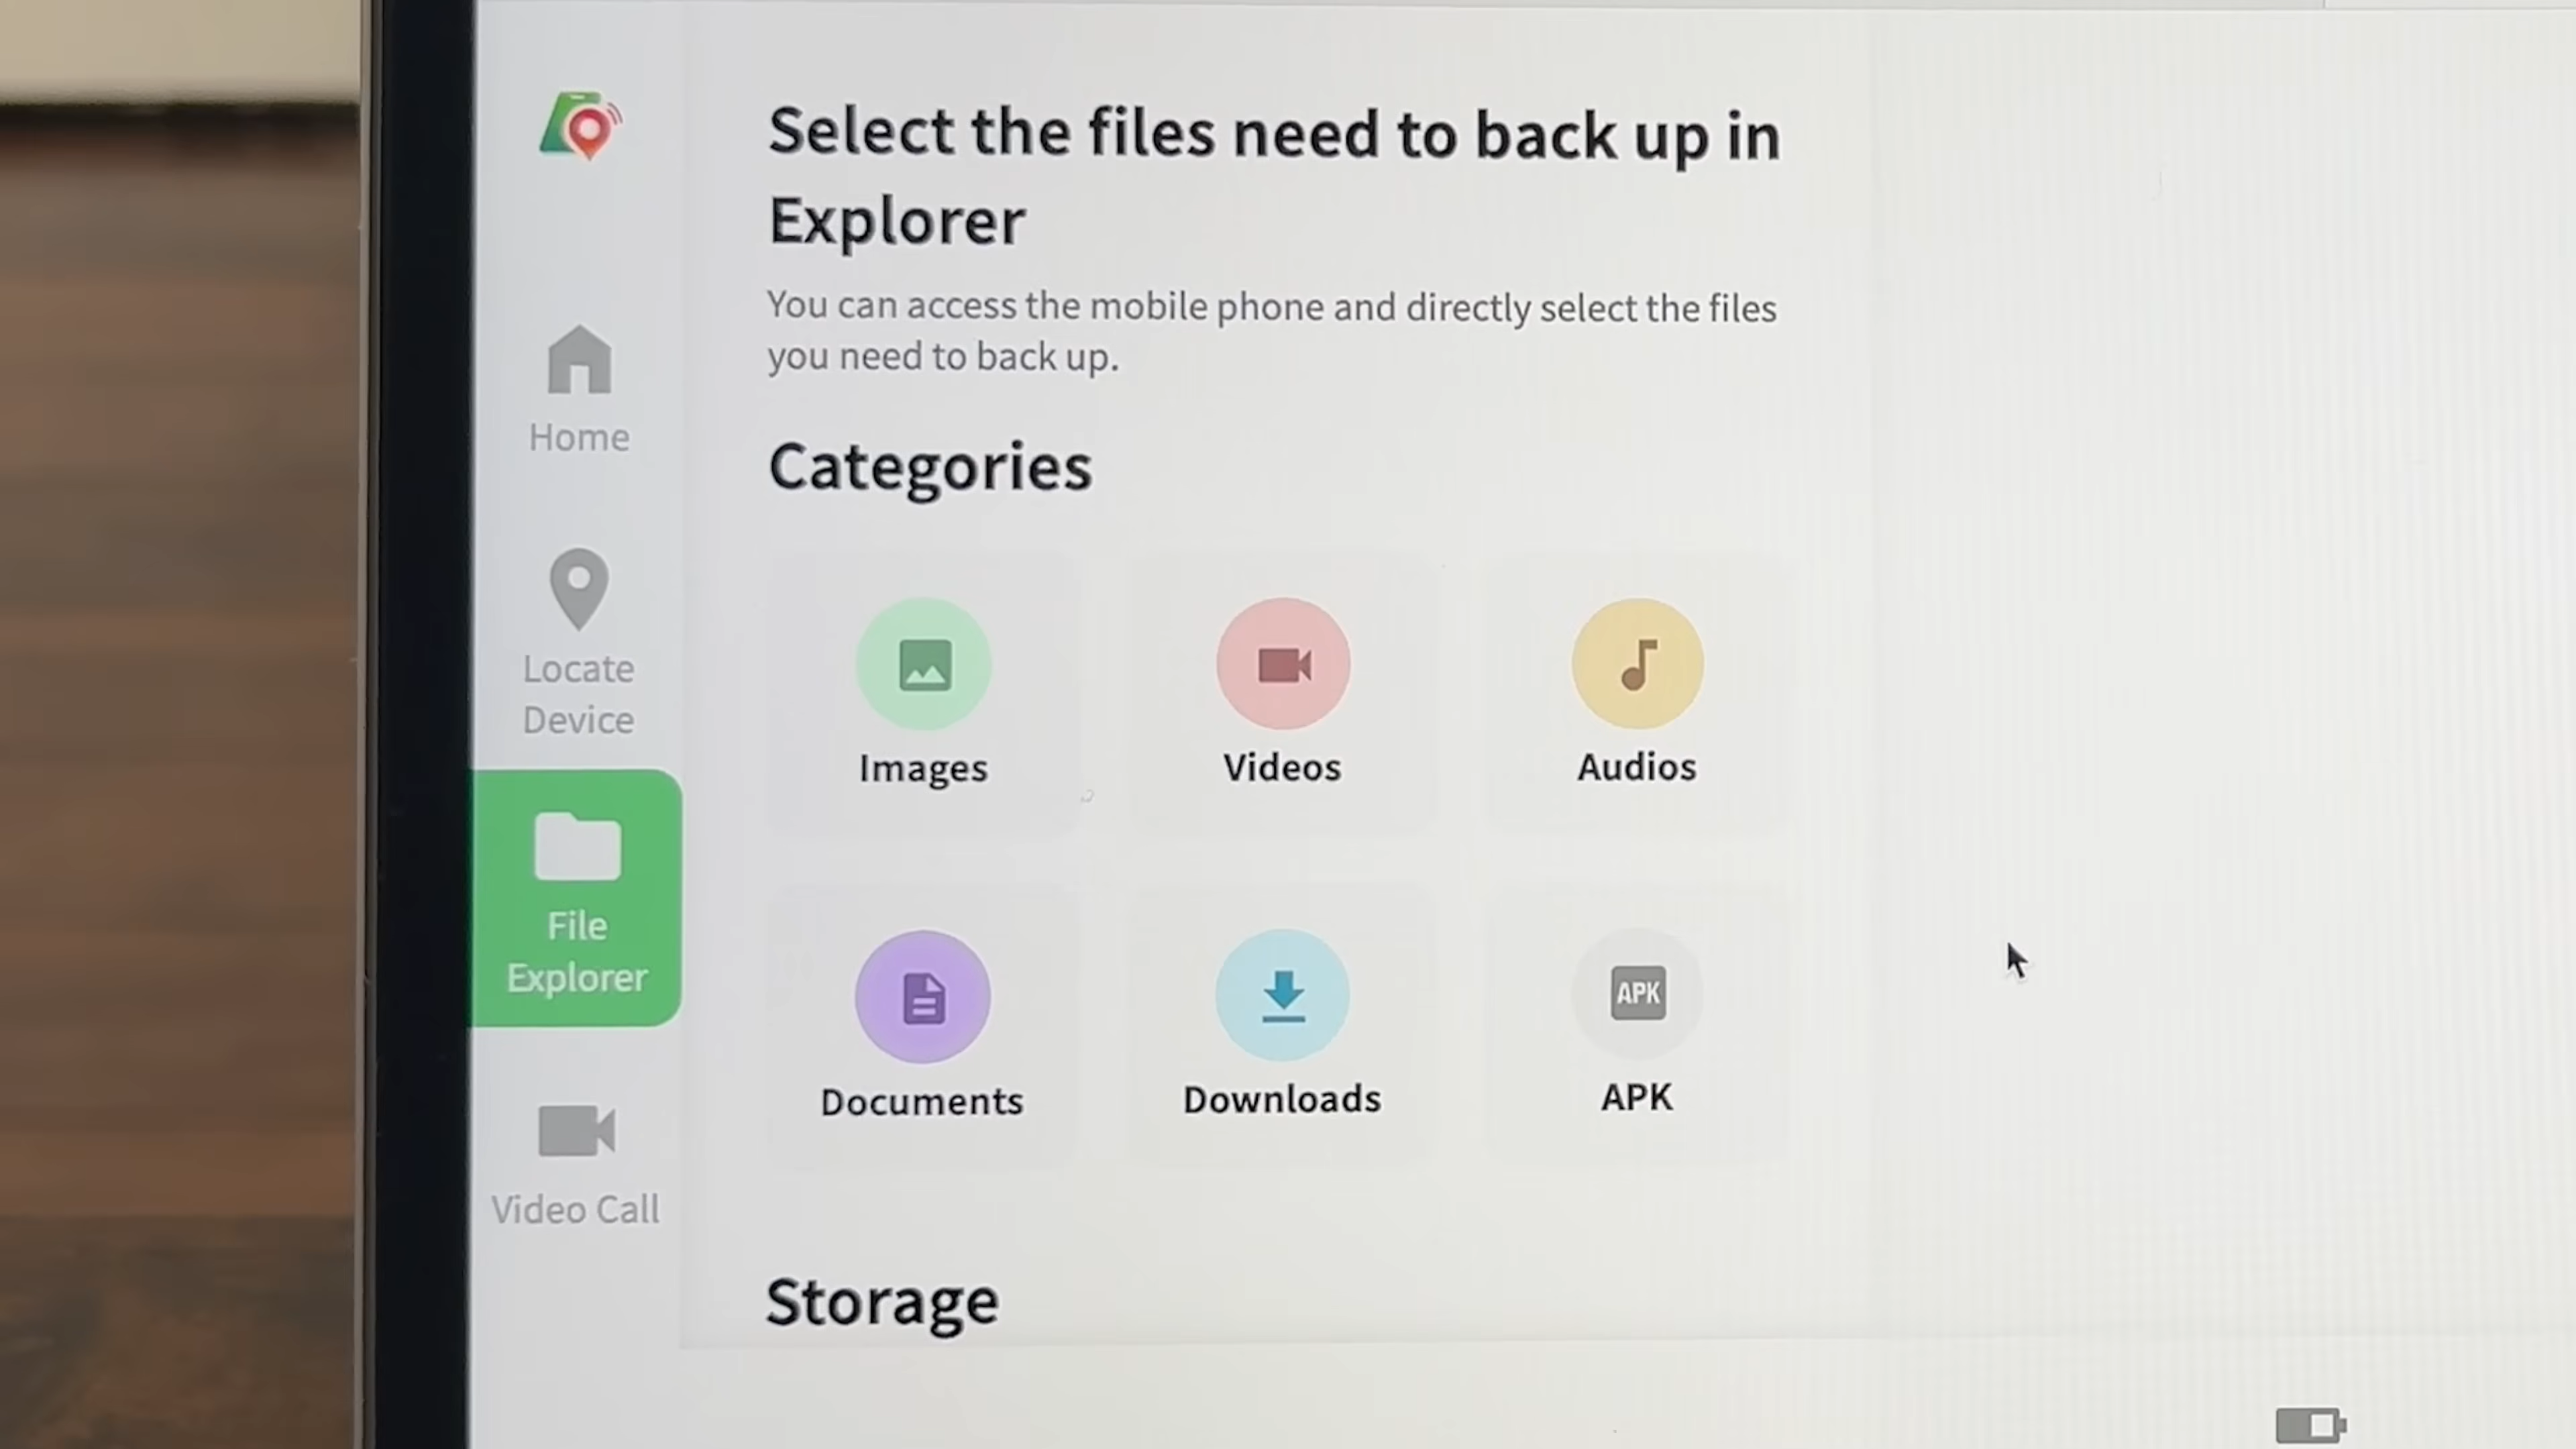 Select the files need to back up in
Explorer
You can access the mobile phone and directly select the files
you need to back up.
Home
Locate
Device
File
Explorer
Video Call
Categories
Images
Videos
Audios
Documents
Downloads
APK
APK
Storage